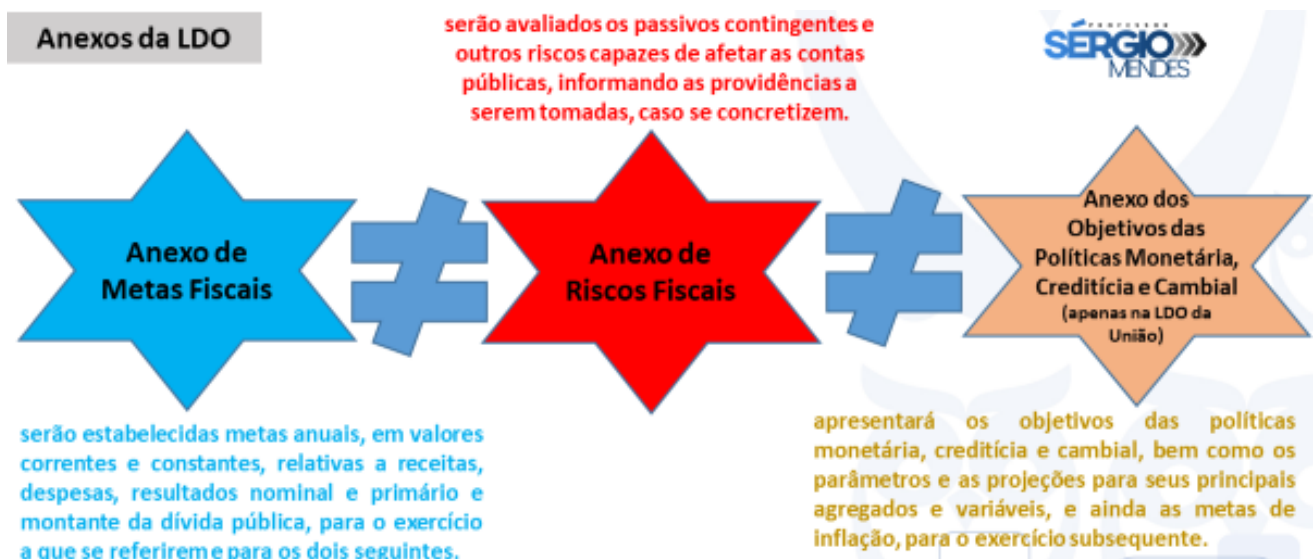 Anexos da LDO
serão avaliados os passivos contingentes e
outros riscos capazes de afetar as contas
públicas, informando as providências a
serem tomadas, caso se concretizem.
PROFESSOR
SÉRGIO
MENDES
Anexo de
Metas Fiscais
≠
Anexo de
Riscos Fiscais
≠
Anexo dos
Objetivos das
Políticas Monetária,
Creditícia e Cambial
(apenas na LDO da
União)
serão estabelecidas metas anuais, em valores
correntes e constantes, relativas a receitas,
despesas, resultados nominal e primário e
montante da dívida pública, para o exercício
a que se referirem e para os dois seguintes.
apresentará os objetivos das políticas
monetária, creditícia e cambial, bem como os
parâmetros e as projeções para seus principais
agregados e variáveis, e ainda as metas de
inflação, para o exercício subsequente.